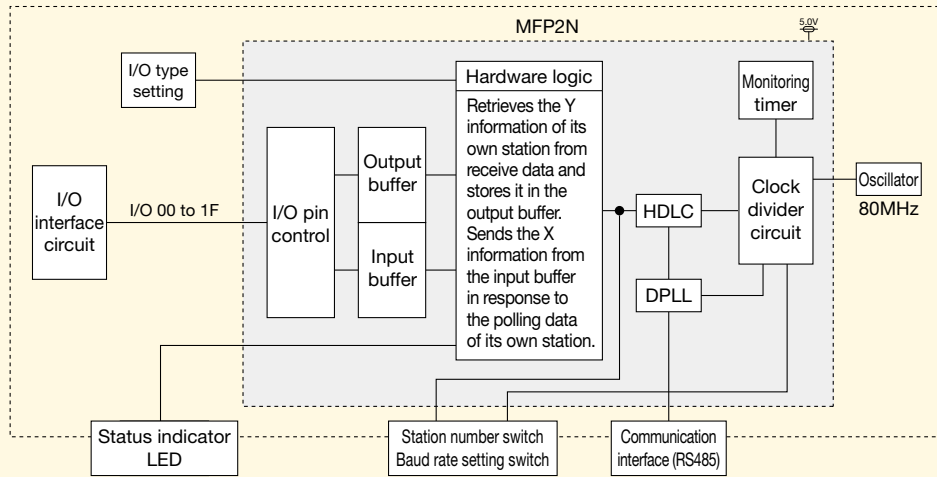 MFP2N
5.0V
I/O type
setting
Hardware logic
Retrieves the Y
information of its
own station from
receive data and
stores it in the
output buffer.
Sends the X
information from
the input buffer
in response to
the polling data
of its own station.
Monitoring
timer
I/O
interface
circuit
I/O 00 to 1F
I/O pin
control
Output
buffer
Input
buffer
HDLC
DPLL
Clock
divider
circuit
Oscillator
80MHz
Status indicator
LED
Station number switch
Baud rate setting switch
Communication
interface (RS485)